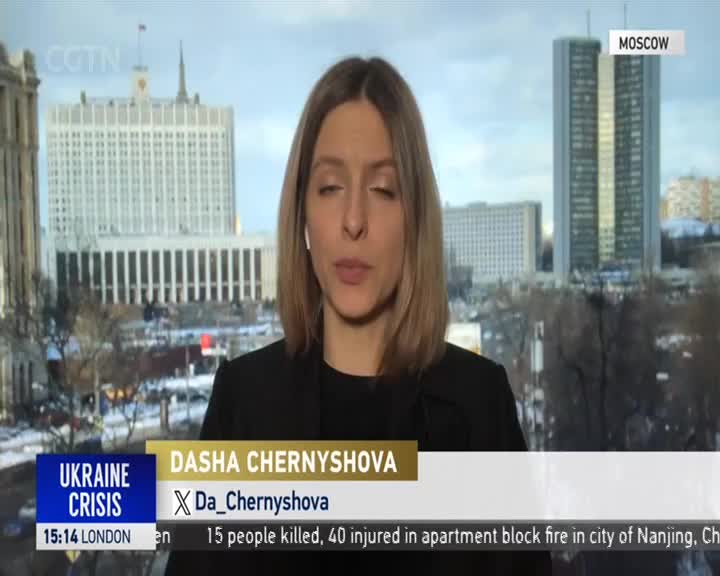 CGTN
MOSCOW
DASHA CHERNYSHOVA
X Da_Chernyshova
UKRAINE
CRISIS
15:14 LONDON
en 15 people killed, 40 injured in apartment block fire in city of Nanjing, Ch